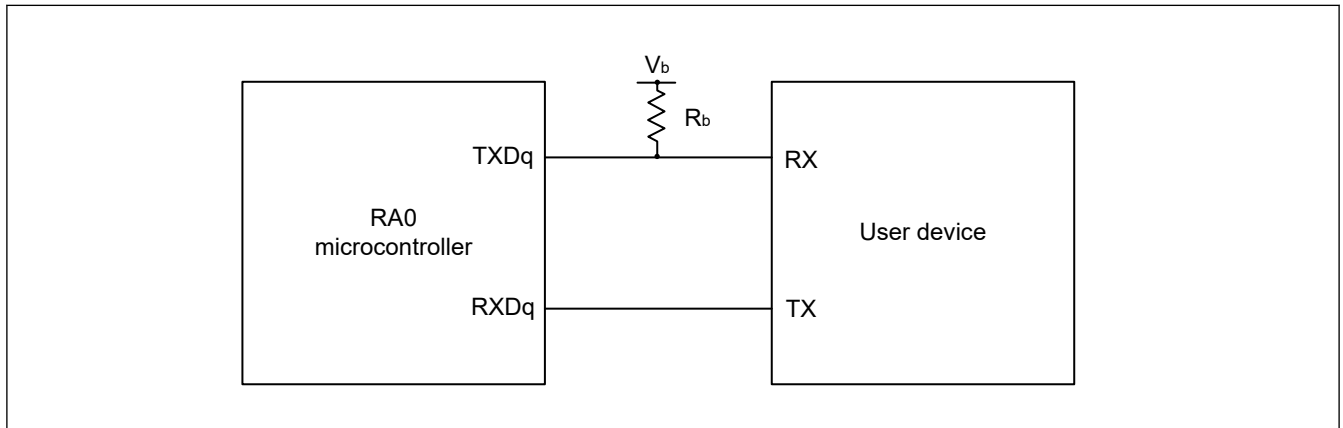 Vb
Rb
TXDq
RX
RA0
microcontroller
User device
RXDq
TX